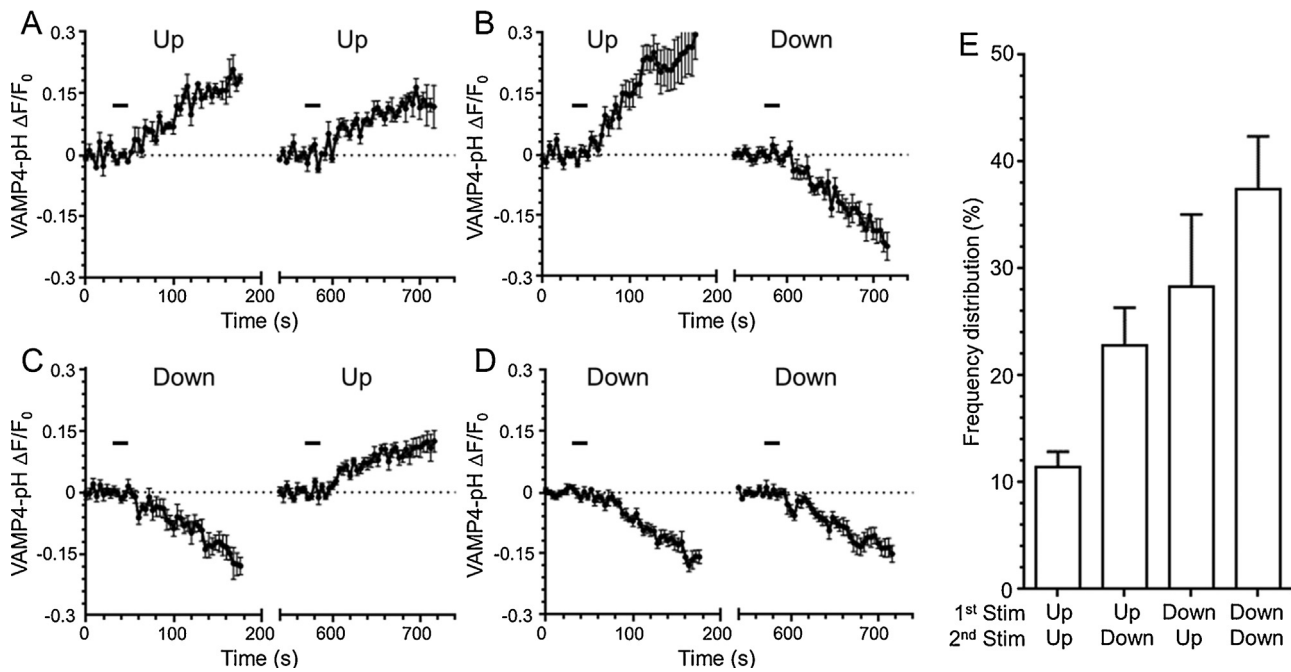 A
Up
Up
VAMP4-pH ΔF/F0
0.3
0.15
0
-0.15
-0.3
0 100 200 600 700
Time (s)
B
Up
Down
VAMP4-pH ΔF/F0
0.3
0.15
0
-0.15
-0.3
0 100 200 600 700
Time (s)
C
Down
Up
VAMP4-pH ΔF/F0
0.3
0.15
0
-0.15
-0.3
0 100 200 600 700
Time (s)
D
Down
Down
VAMP4-pH ΔF/F0
0.3
0.15
0
-0.15
-0.3
0 100 200 600 700
Time (s)
E
Frequency distribution (%)
50
40
30
20
10
0
1st Stim Up Up Down Down
2nd Stim Up Down Up Down